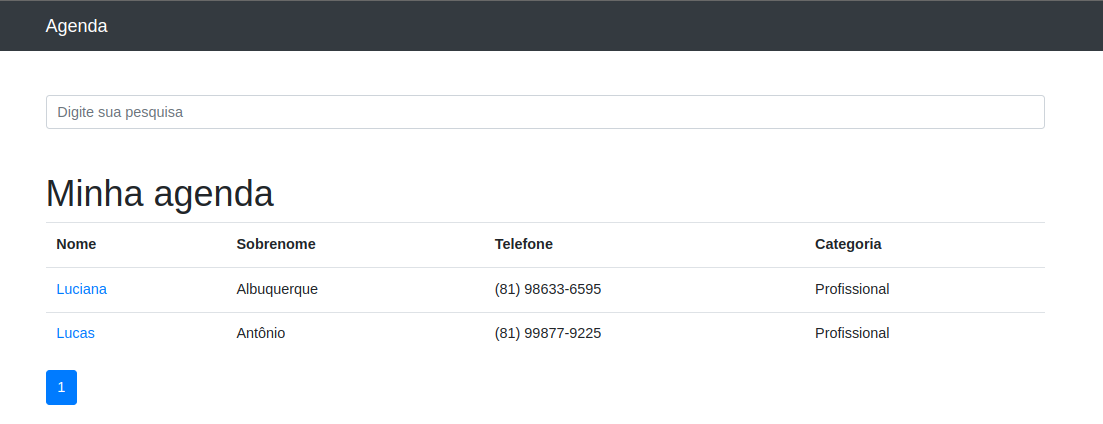 Agenda
Digite sua pesquisa
Minha agenda
Nome Sobrenome Telefone Categoria
Luciana Albuquerque (81) 98633-6595 Profissional
Lucas Antônio (81) 99877-9225 Profissional
1